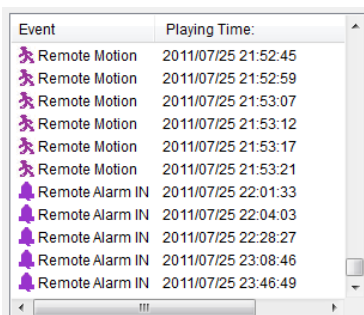 Event Playing Time:
Remote Motion 2011/07/25 21:52:45
Remote Motion 2011/07/25 21:52:59
Remote Motion 2011/07/25 21:53:07
Remote Motion 2011/07/25 21:53:12
Remote Motion 2011/07/25 21:53:17
Remote Motion 2011/07/25 21:53:21
Remote Alarm IN 2011/07/25 22:01:33
Remote Alarm IN 2011/07/25 22:04:03
Remote Alarm IN 2011/07/25 22:28:27
Remote Alarm IN 2011/07/25 23:08:46
Remote Alarm IN 2011/07/25 23:46:49